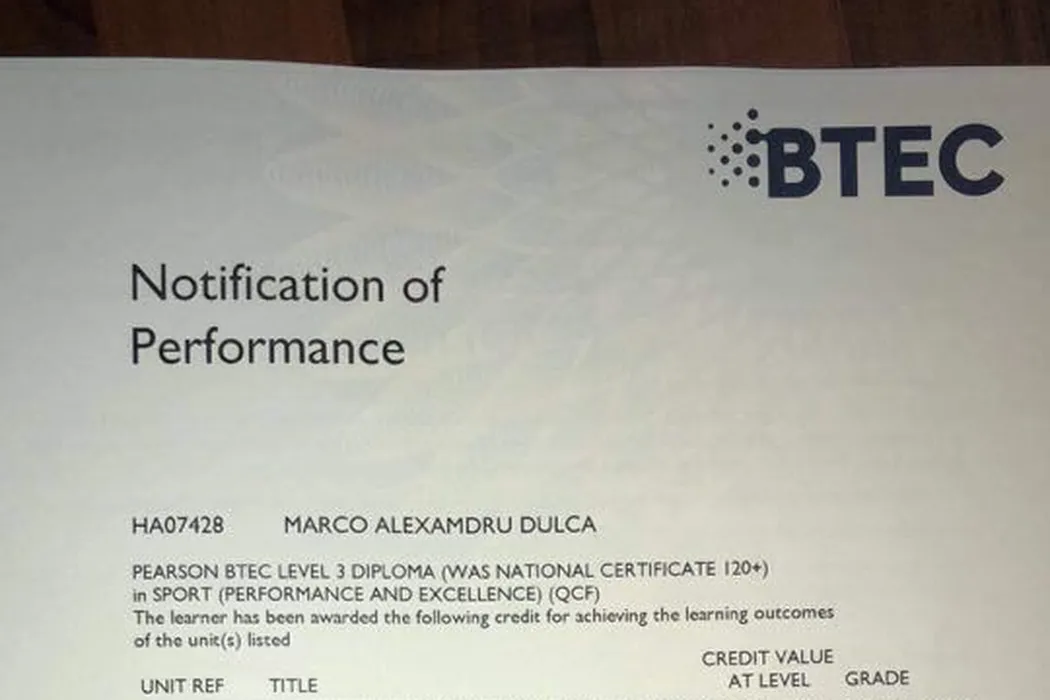 BTEC
Notification of
Performance
HA07428 MARCO ALEXAMDRU DULCA
PEARSON BTEC LEVEL 3 DIPLOMA (WAS NATIONAL CERTIFICATE 120+)
in SPORT (PERFORMANCE AND EXCELLENCE) (QCF)
The learner has been awarded the following credit for achieving the learning outcomes
of the unit(s) listed
CREDIT VALUE
UNIT REF TITLE AT LEVEL GRADE